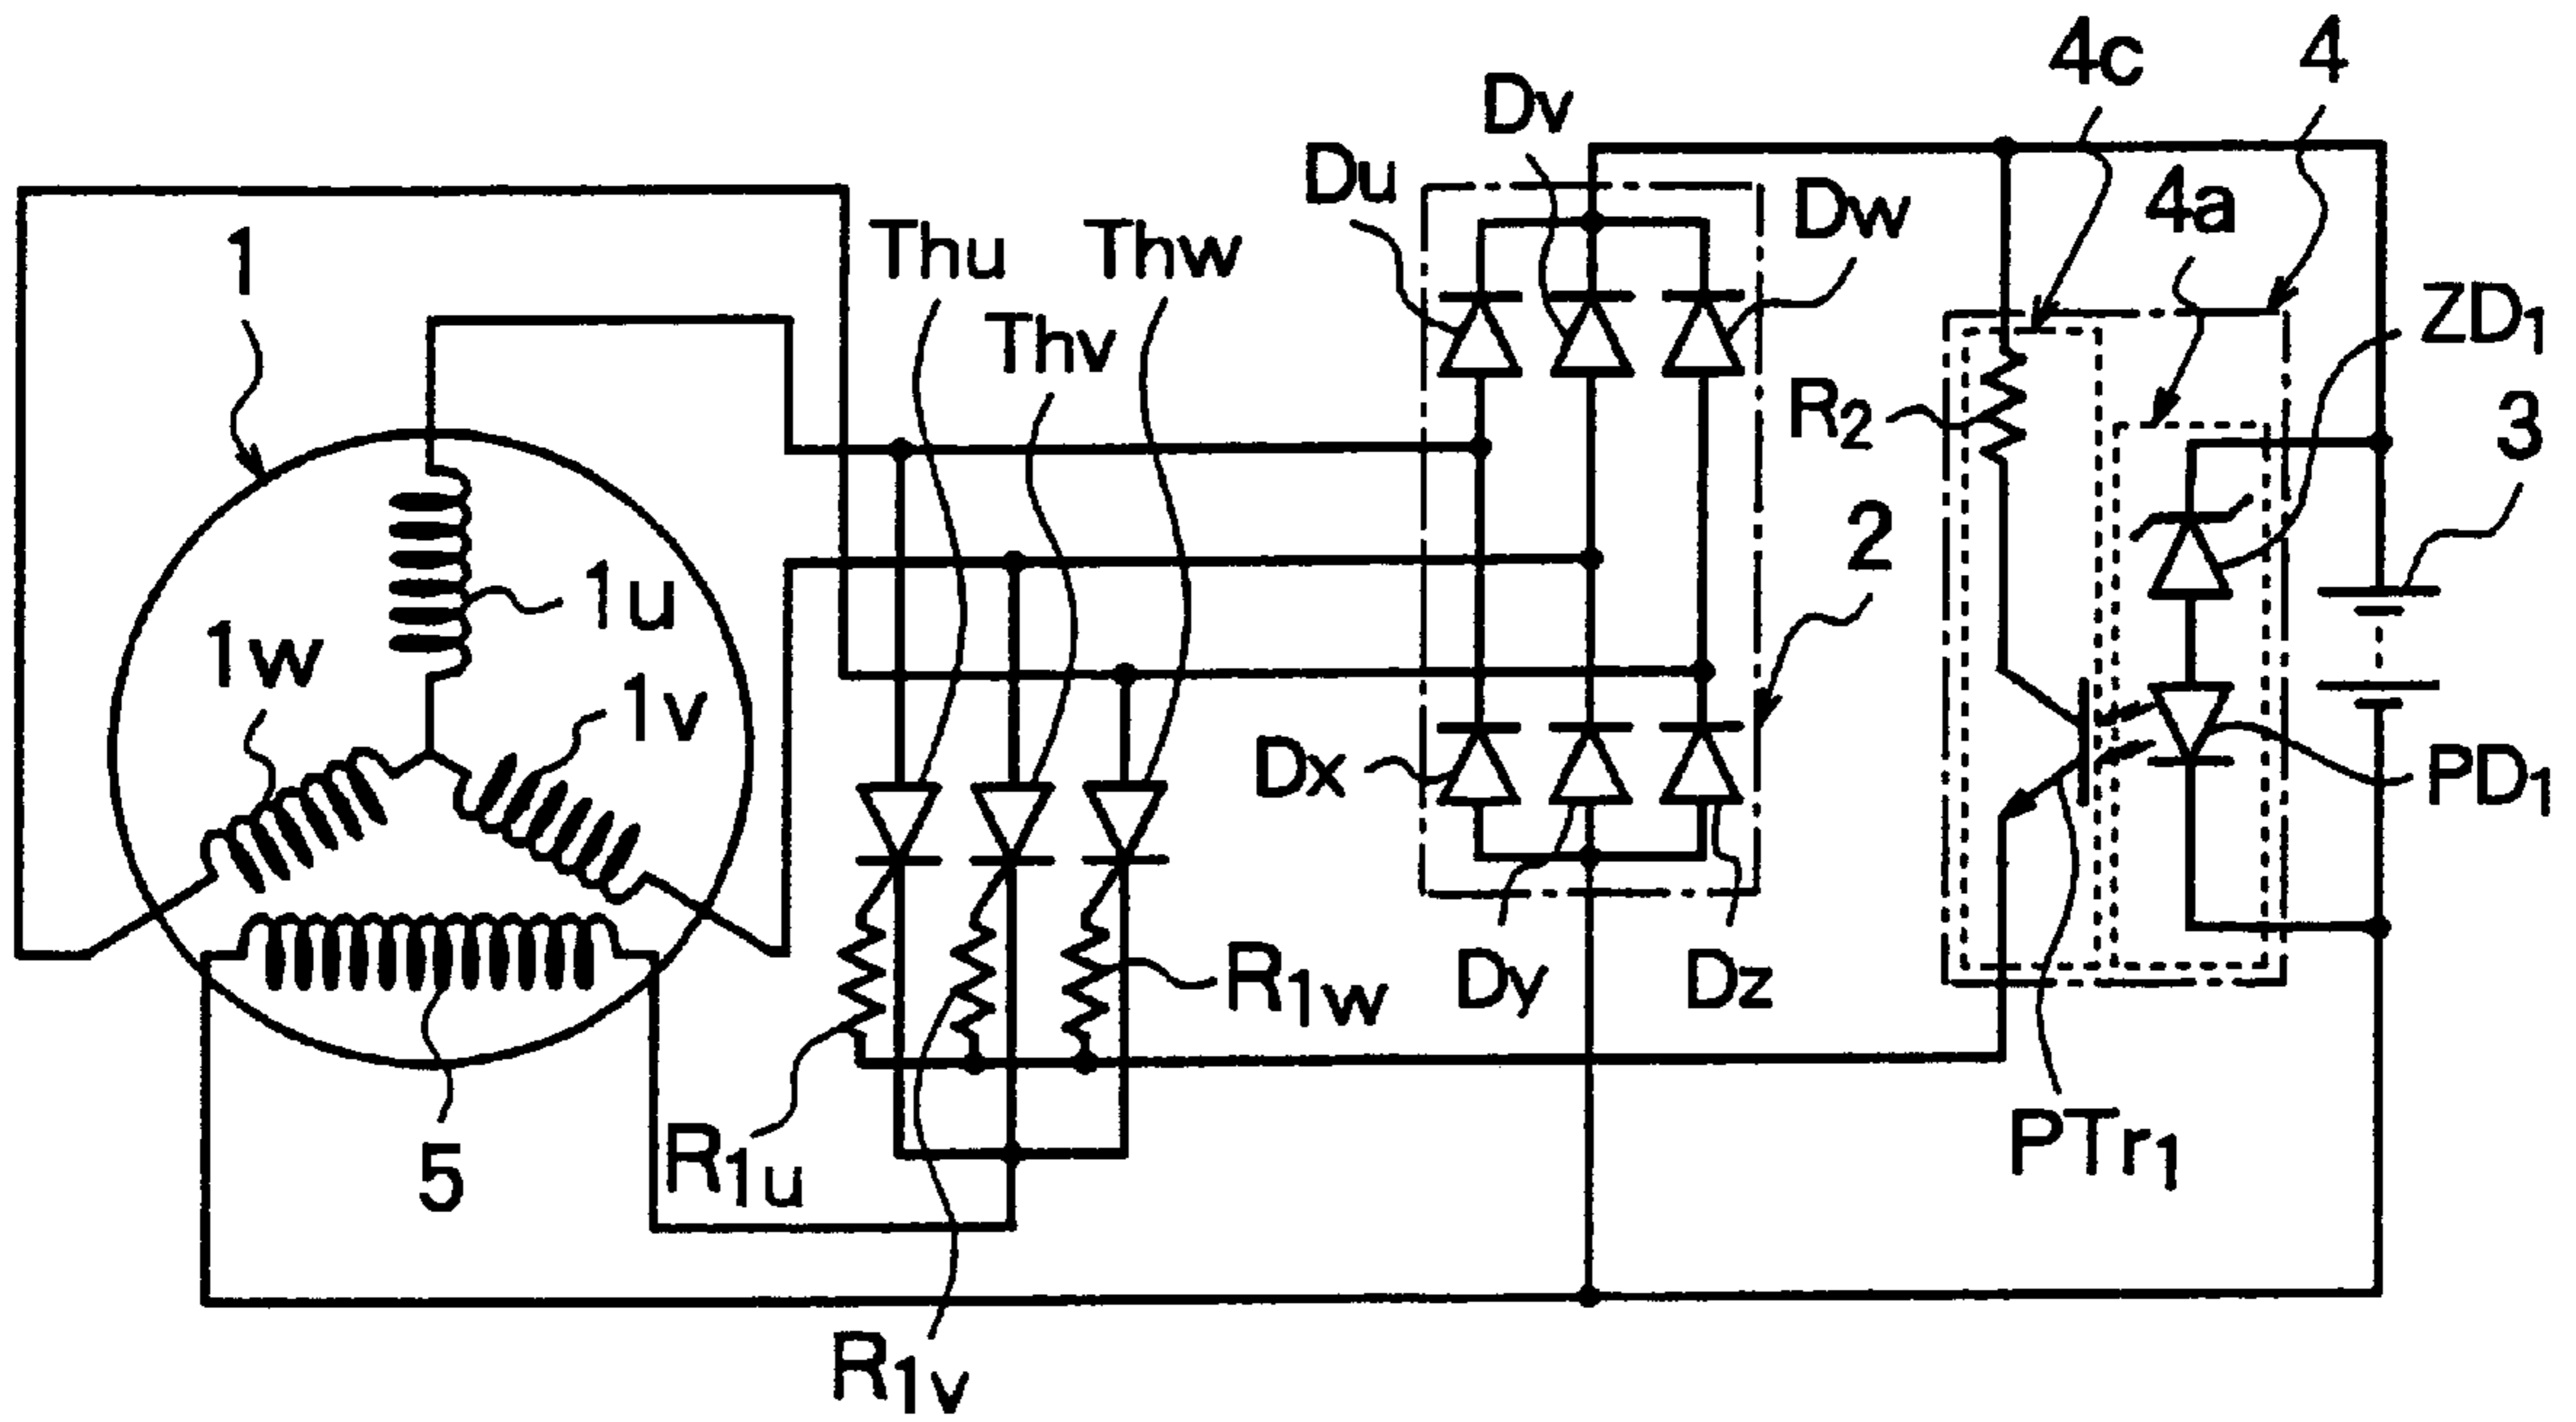 4c
4
Dv
Du
4a
Dw
1
Thu
Thw
ZD1
Thv
R2
3
2
1u
1w
1v
Dx
PD1
R1w
Dy
Dz
PTr1
5
R1u
R1v